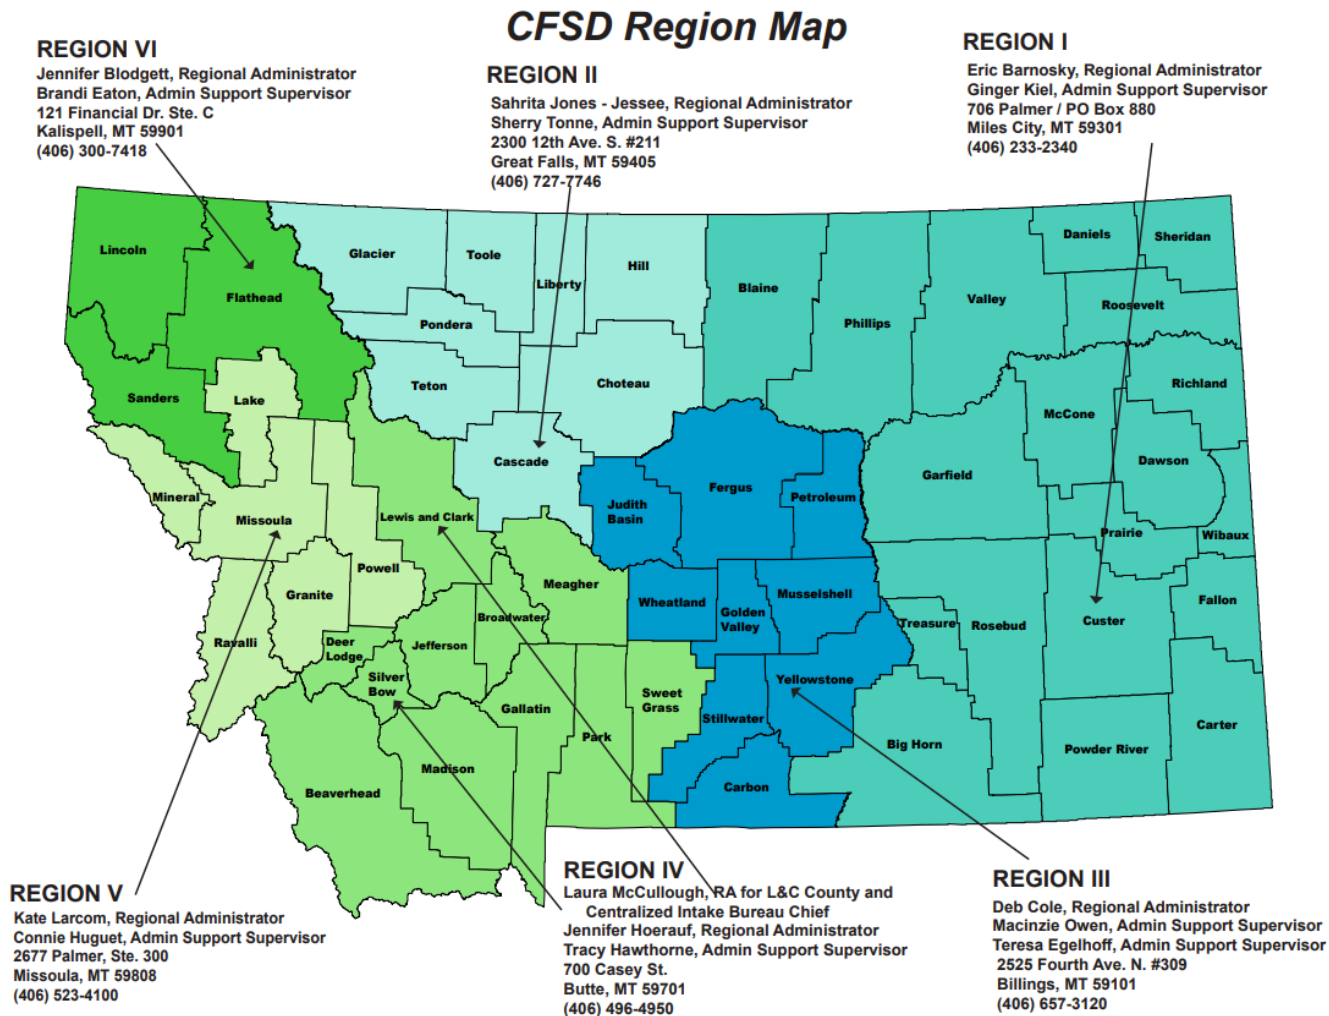 CFSD Region Map
REGION VI
Jennifer Blodgett, Regional Administrator
Brandi Eaton, Admin Support Supervisor
121 Financial Dr. Ste. C
Kalispell, MT 59901
(406) 300-7418
REGION II
Sahrita Jones - Jessee, Regional Administrator
Sherry Tonne, Admin Support Supervisor
2300 12th Ave. S. #211
Great Falls, MT 59405
(406) 727-7746
REGION I
Eric Barnosky, Regional Administrator
Ginger Kiel, Admin Support Supervisor
706 Palmer / PO Box 880
Miles City, MT 59301
(406) 233-2340
Lincoln
Flathead
Glacier
Toole
Liberty
Hill
Blaine
Phillips
Valley
Daniels
Sheridan
Roosevelt
Pondera
Teton
Choteau
Sanders
Lake
Richland
McCone
Dawson
Garfield
Cascade
Fergus
Petroleum
Judith
Basin
Mineral
Missoula
Lewis and Clark
Prairie
Wibaux
Powell
Granite
Meagher
Broadwater
Wheatland
Golden
Valley
Musselshell
Treasure
Rosebud
Custer
Fallon
Ravalli
Deer
Lodge
Jefferson
Silver
Bow
Gallatin
Park
Sweet
Grass
Stillwater
Yellowstone
Big Horn
Powder River
Carter
Beaverhead
Madison
Carbon
REGION V
Kate Larcom, Regional Administrator
Connie Huguet, Admin Support Supervisor
2677 Palmer, Ste. 300
Missoula, MT 59808
(406) 523-4100
REGION IV
Laura McCullough, RA for L&C County and
Centralized Intake Bureau Chief
Jennifer Hoerauf, Regional Administrator
Tracy Hawthorne, Admin Support Supervisor
700 Casey St.
Butte, MT 59701
(406) 496-4950
REGION III
Deb Cole, Regional Administrator
Macinzie Owen, Admin Support Supervisor
Teresa Egelhoff, Admin Support Supervisor
2525 Fourth Ave. N. #309
Billings, MT 59101
(406) 657-3120